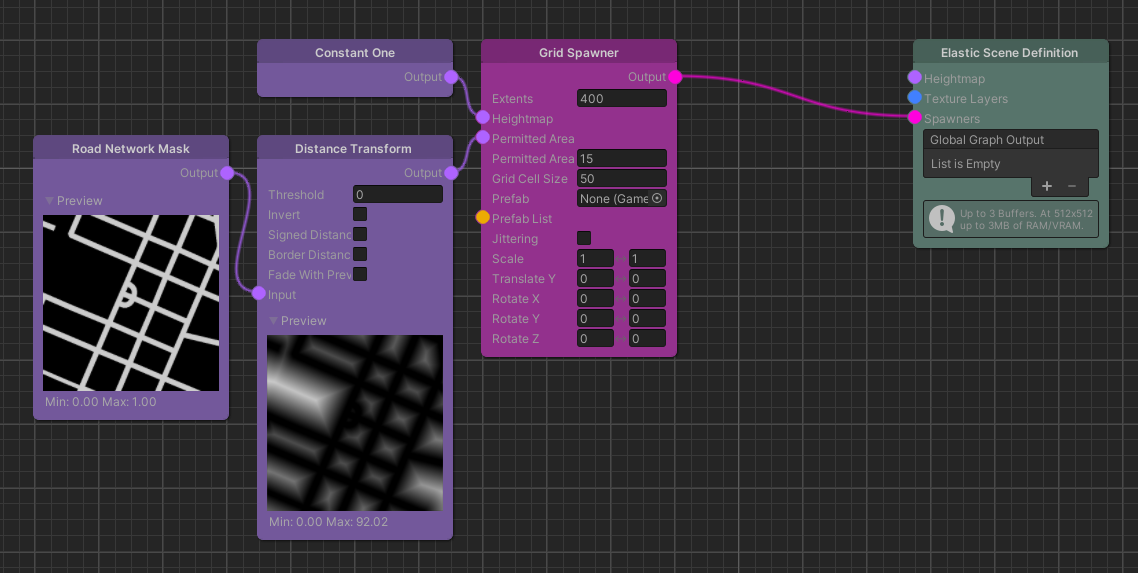 Constant One
Output
Grid Spawner
Output
Extents 400
Heightmap
Permitted Area
Permitted Area 15
Grid Cell Size 50
Prefab None (Game
Prefab List
Jittering
Scale 1 1
Translate Y 0 0
Rotate X 0 0
Rotate Y 0 0
Rotate Z 0 0
Elastic Scene Definition
Heightmap
Texture Layers
Spawners
Global Graph Output
List is Empty
+ −
Up to 3 Buffers. At 512x512
up to 3MB of RAM/VRAM.
Road Network Mask
Output
Preview
Min: 0.00 Max: 1.00
Distance Transform
Output
Threshold 0
Invert
Signed Distanc
Border Distanc
Fade With Prev
Input
Preview
Min: 0.00 Max: 92.02